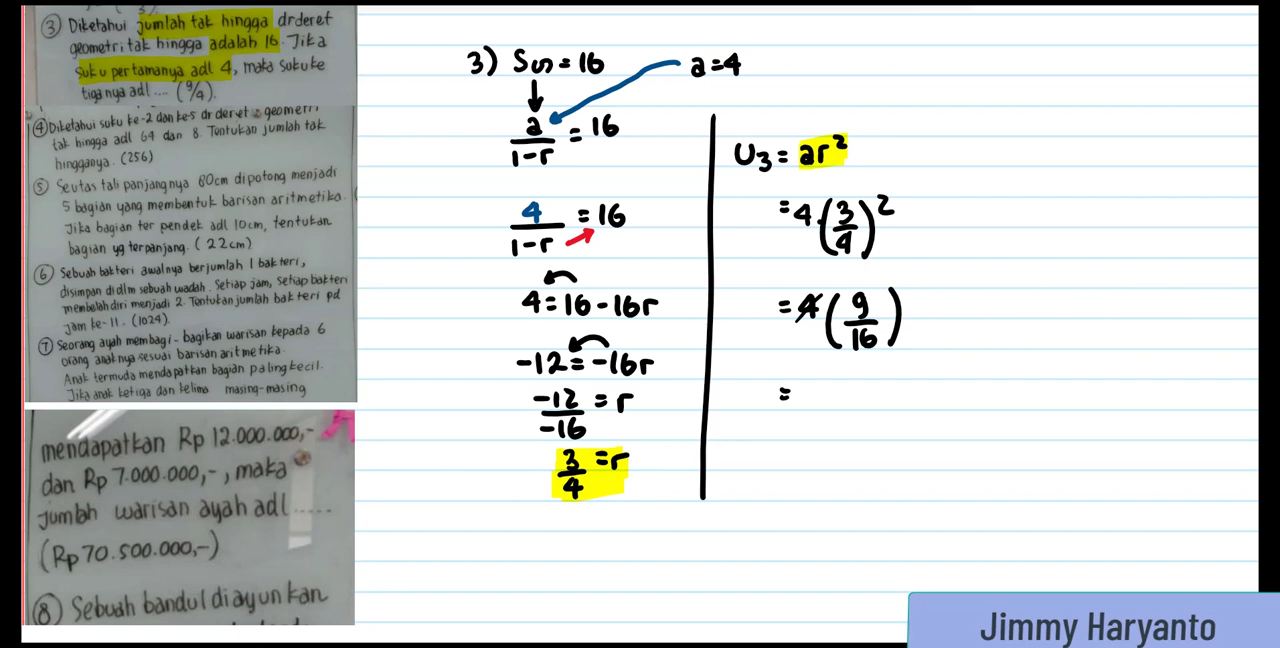 ③ Diketahui jumlah tak hingga dr deret
geometri tak hingga adalah 16. Jika
suku pertamanya adl 4, maka suku ke
tiganya adl .... (9/4).
④ Diketahui suku ke-2 dan ke-5 dr deret geometri
tak hingga adl 64 dan 8. Tentukan jumlah tak
hingganya. (256)
⑤ Seutas tali panjangnya 80cm dipotong menjadi
5 bagian yang membentuk barisan aritmetika.
Jika bagian ter pendek adl 10cm, tentukan
bagian yg terpanjang. (22cm)
⑥ Sebuah bakteri awalnya berjumlah 1 bakteri,
disimpan di dlm sebuah wadah. Setiap jam, setiap bakteri
membelah diri menjadi 2. Tentukan jumlah bakteri pd
jam ke-11. (1024).
⑦ Seorang ayah membagi-bagikan warisan kepada 6
orang anaknya sesuai barisan aritmetika.
Anak termuda mendapatkan bagian paling kecil.
Jika anak ketiga dan kelima masing-masing
mendapatkan Rp 12.000.000,-
dan Rp 7.000.000,-, maka
jumlah warisan ayah adl .....
(Rp 70.500.000,-)
⑧ Sebuah bandul diayunkan
3) S∞ = 16
a = 4
a/(1-r) = 16
4/(1-r) = 16
4 = 16 - 16r
-12 = -16r
-12/-16 = r
3/4 = r
U3 = ar²
= 4.(3/4)²
= 4(9/16)
=
Jimmy Haryanto